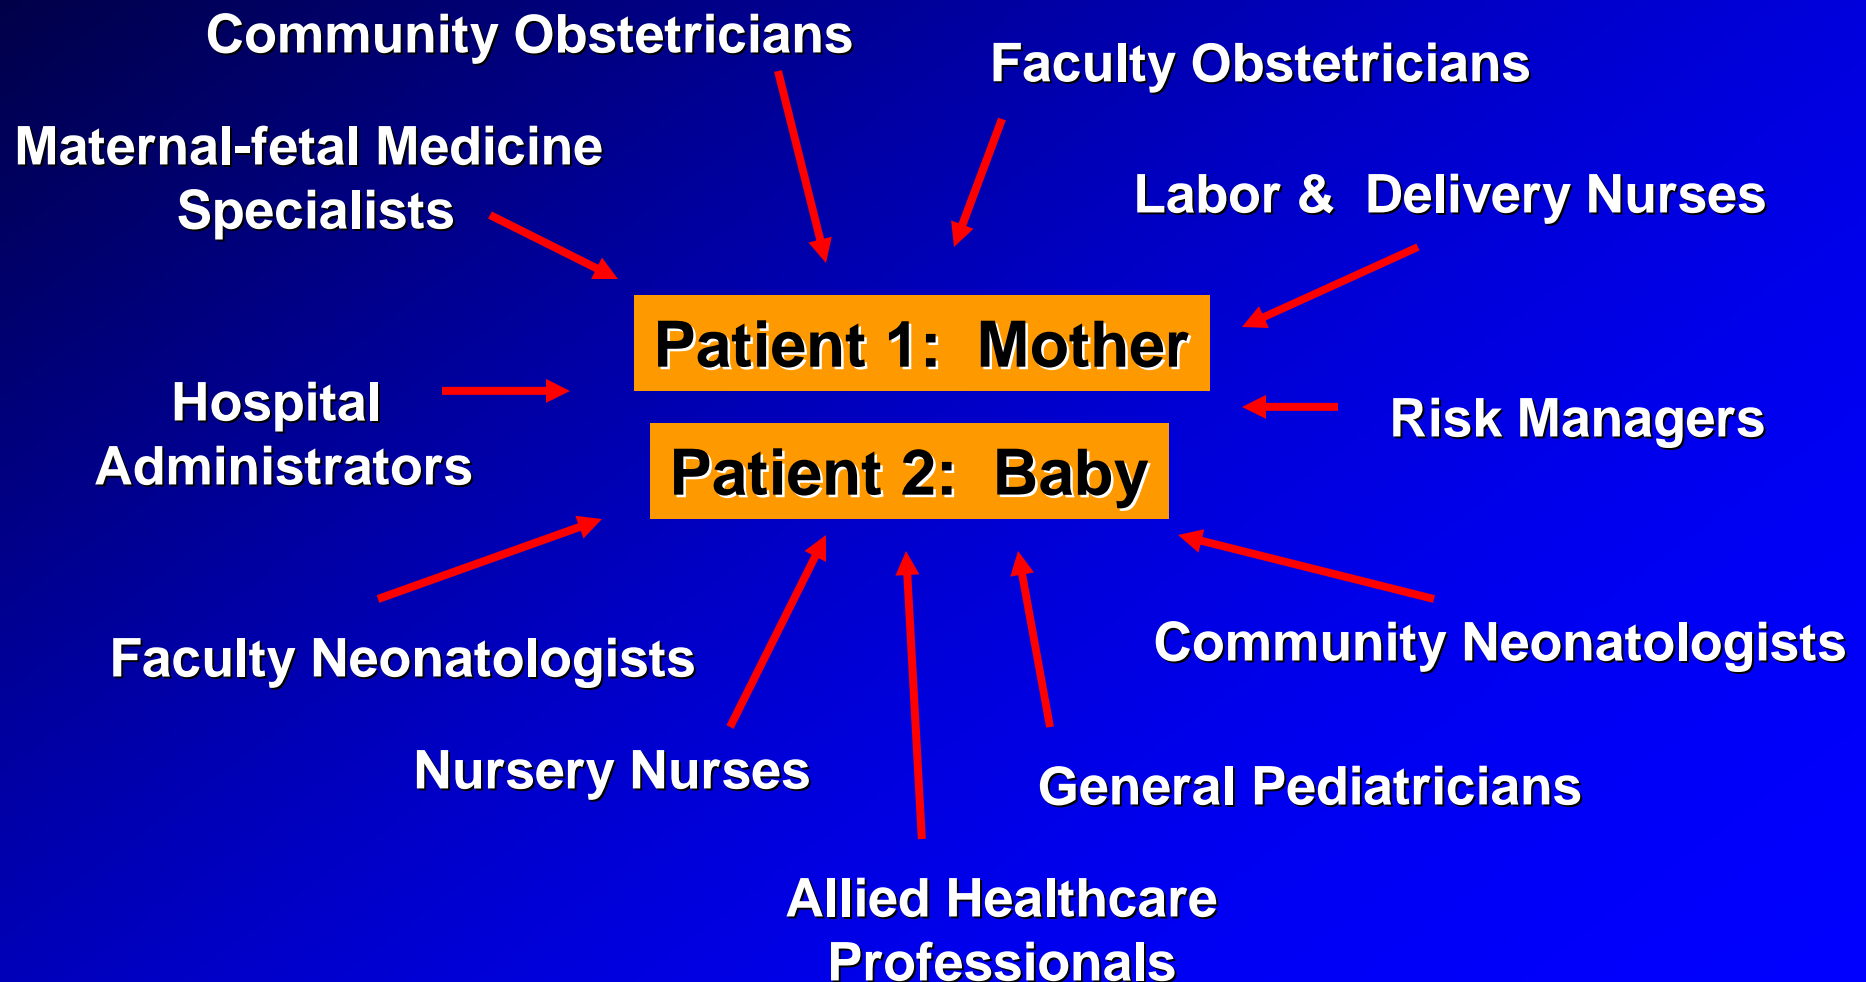 Community Obstetricians
Faculty Obstetricians
Maternal-fetal Medicine
Specialists
Labor &  Delivery Nurses
Patient 1:  Mother
Hospital
Administrators
Risk Managers
Patient 2:  Baby
Faculty Neonatologists
Community Neonatologists
Nursery Nurses
General Pediatricians
Allied Healthcare
Professionals